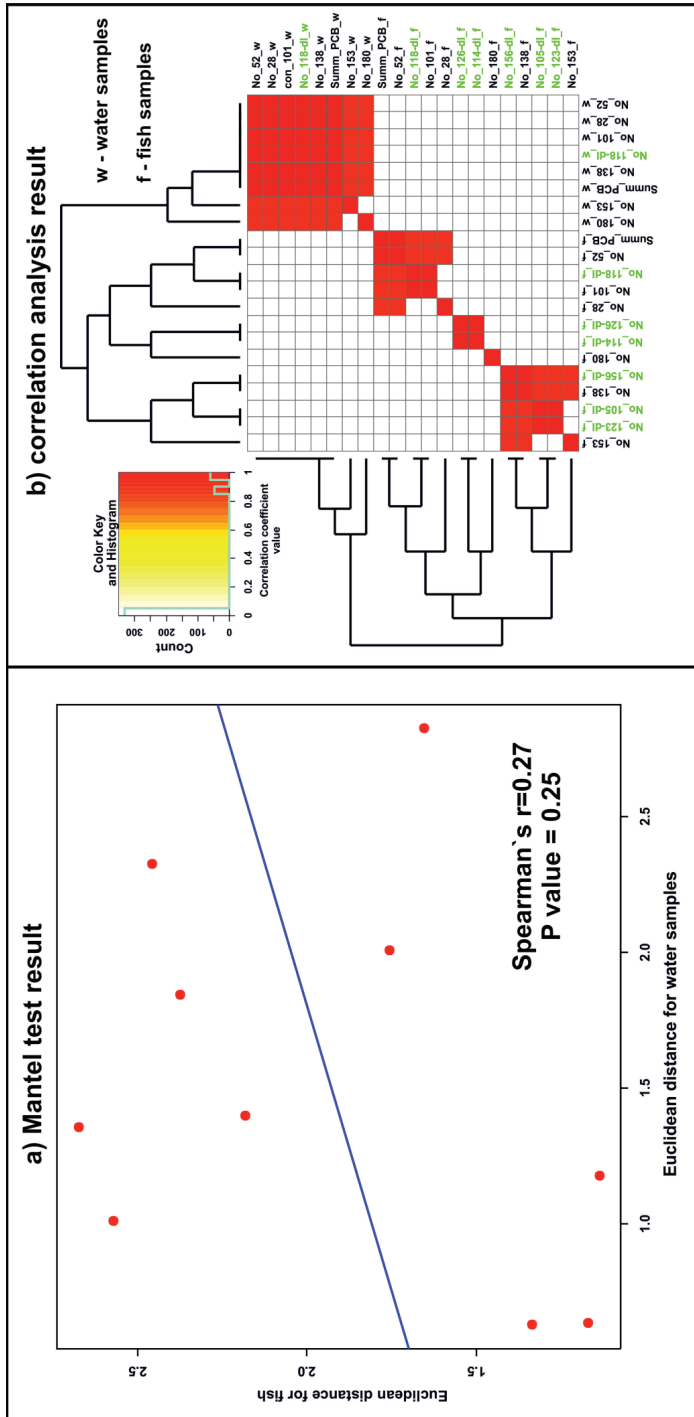 a) Mantel test result
Euclidean distance for fish
2.5
2.0
1.5
1.0
1.5
2.0
2.5
Euclidean distance for water samples
Spearman`s r=0.27
P value = 0.25
b) correlation analysis result
Color Key
and Histogram
Count
300
200
100
0
0
0.2
0.4
0.6
0.8
1
Correlation coefficient
value
w - water samples
f - fish samples
No_52_w
No_28_w
con_101_w
No_118-dl_w
No_138_w
Summ_PCB_w
No_153_w
No_180_w
Summ_PCB_f
No_52_f
No_118-dl_f
No_101_f
No_28_f
No_126-dl_f
No_114-dl_f
No_180_f
No_156-dl_f
No_138_f
No_105-dl_f
No_123-dl_f
No_153_f
No_153_f
No_123-dl_f
No_105-dl_f
No_138_f
No_156-dl_f
No_180_f
No_114-dl_f
No_126-dl_f
No_28_f
No_101_f
No_118-dl_f
No_52_f
Summ_PCB_f
No_180_w
No_153_w
Summ_PCB_w
No_138_w
No_118-dl_w
No_101_w
No_28_w
No_52_w